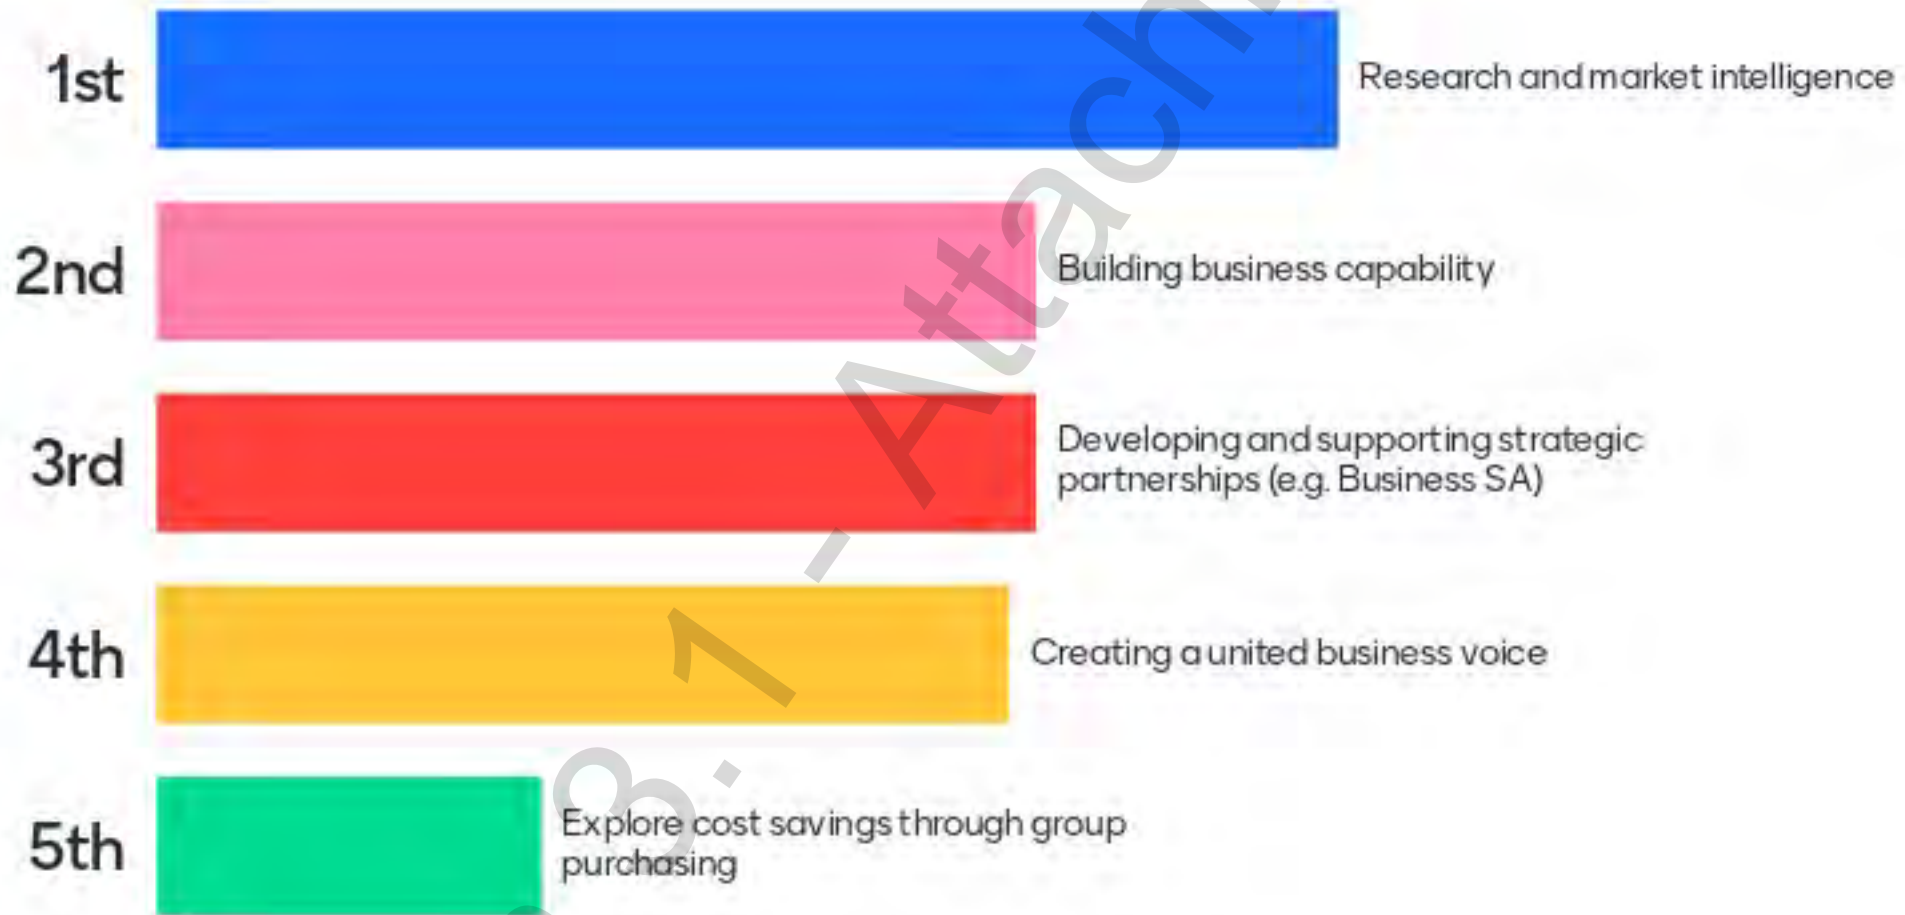 1st
Research and market intelligence
2nd
Building business capability
3rd
Developing and supporting strategic
partnerships (e.g. Business SA)
4th
Creating a united business voice
5th
Explore cost savings through group
purchasing
3.1 - Attach